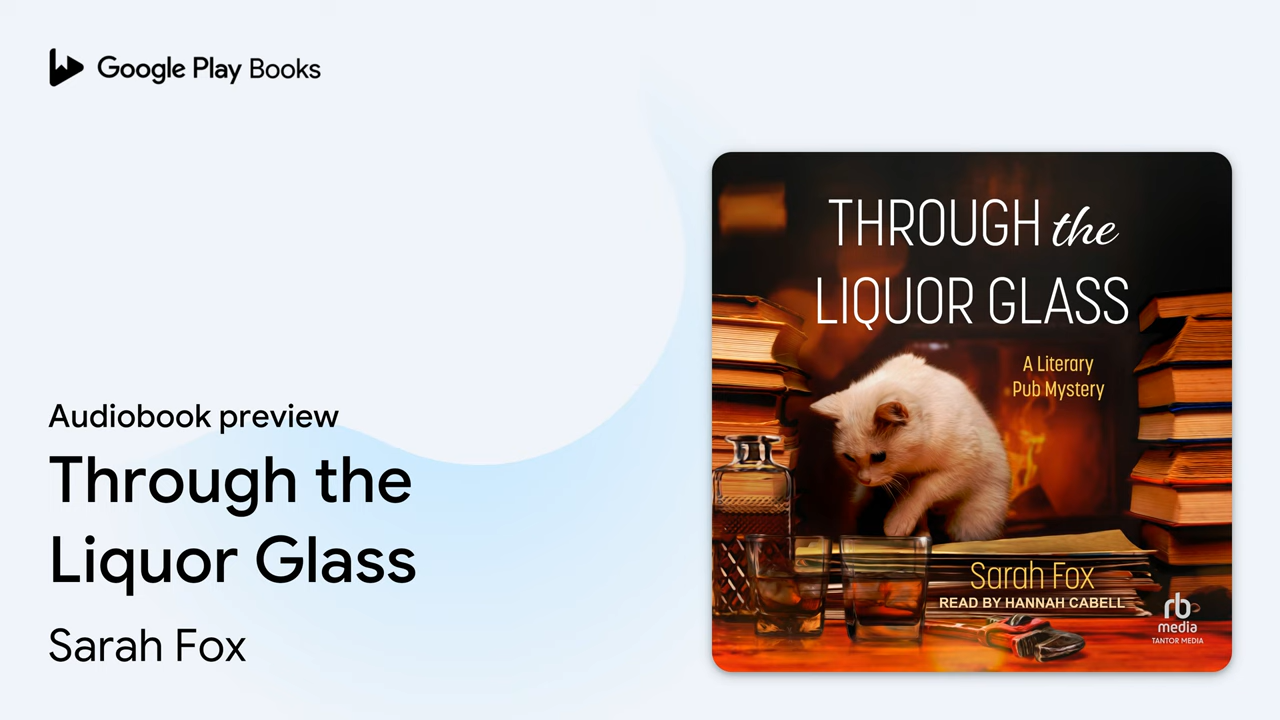 Google Play Books
Audiobook preview
Through the
Liquor Glass
Sarah Fox
THROUGH the
LIQUOR GLASS
A Literary
Pub Mystery
Sarah Fox
READ BY HANNAH CABELL
rb
media
TANTOR MEDIA